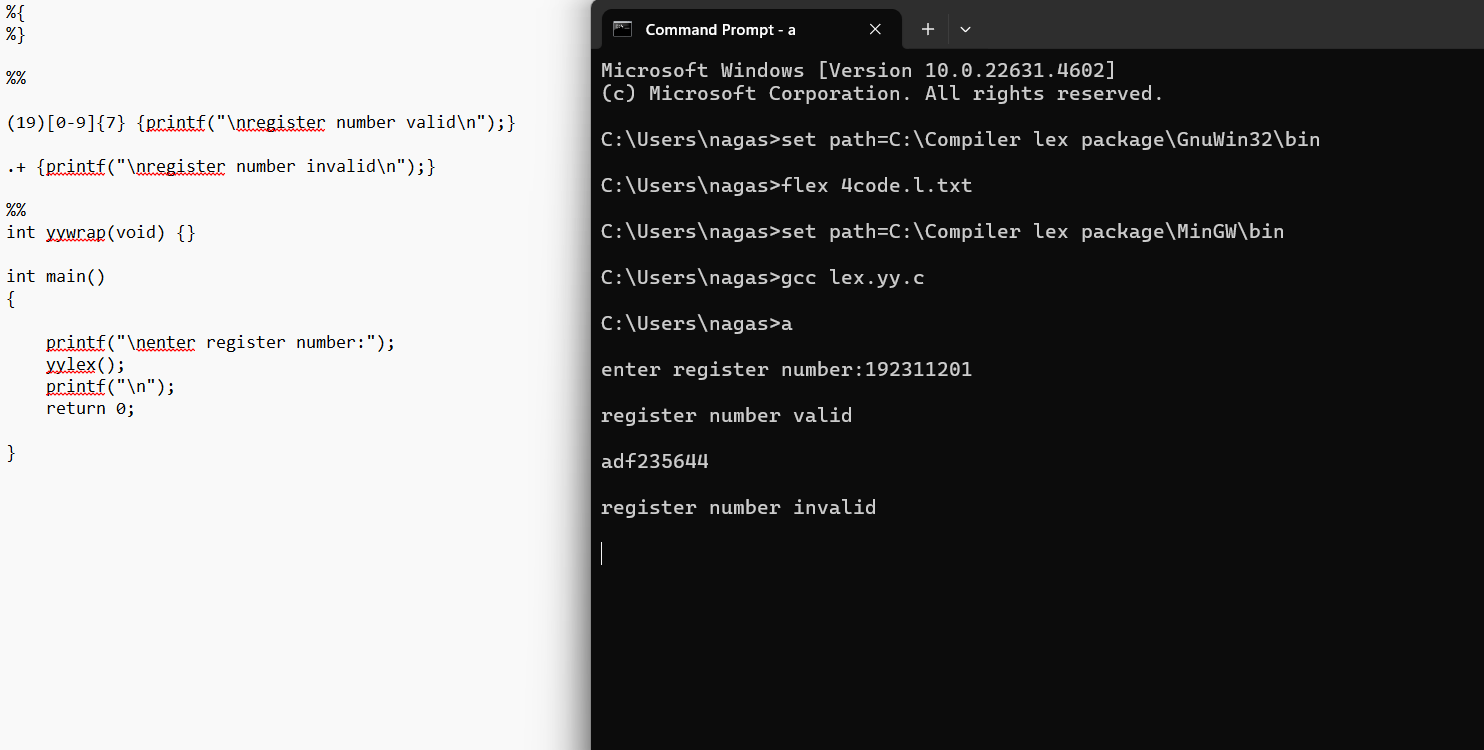 %{
%}
%%
(19)[0-9]{7} {printf("\nregister number valid\n");}
.+ {printf("\nregister number invalid\n");}
%%
int yywrap(void) {}
int main()
{
printf("\nenter register number:");
yylex();
printf("\n");
return 0;
}
Command Prompt - a
Microsoft Windows [Version 10.0.22631.4602]
(c) Microsoft Corporation. All rights reserved.
C:\Users\nagas>set path=C:\Compiler lex package\GnuWin32\bin
C:\Users\nagas>flex 4code.l.txt
C:\Users\nagas>set path=C:\Compiler lex package\MinGW\bin
C:\Users\nagas>gcc lex.yy.c
C:\Users\nagas>a
enter register number:192311201
register number valid
adf235644
register number invalid